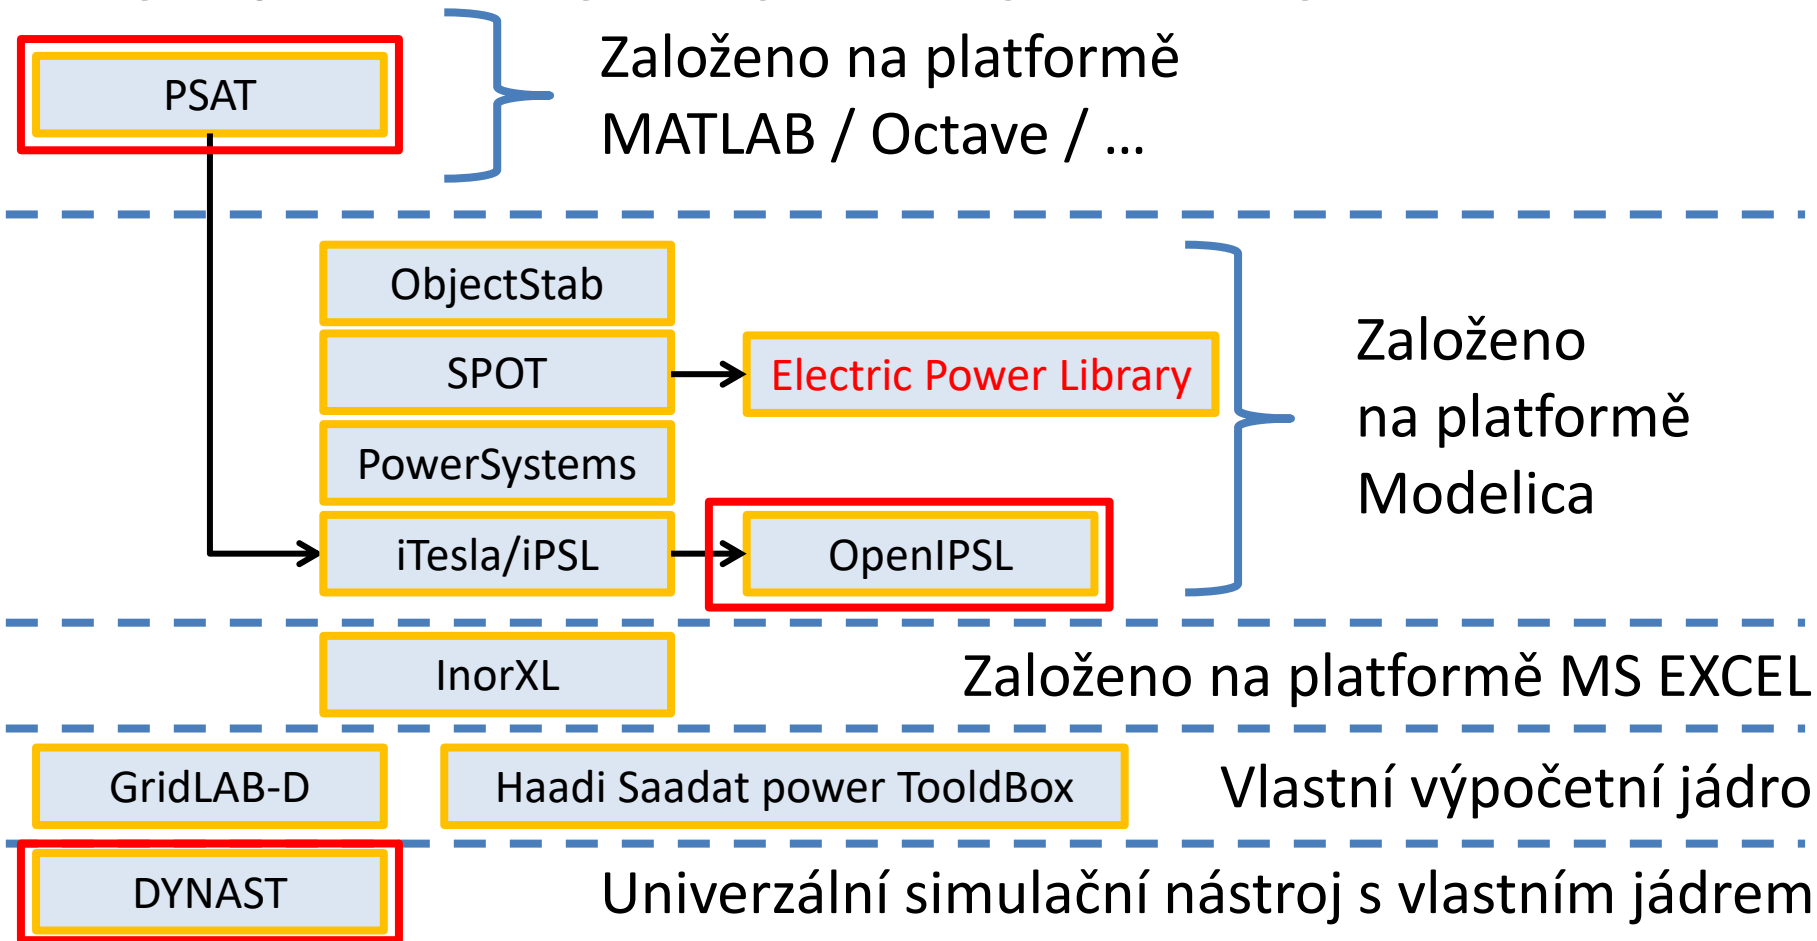 PSAT
Založeno na platformě
MATLAB / Octave / ...
ObjectStab
SPOT
Electric Power Library
PowerSystems
iTesla/iPSL
OpenIPSL
Založeno
na platformě
Modelica
InorXL
Založeno na platformě MS EXCEL
GridLAB-D
Haadi Saadat power TooldBox
Vlastní výpočetní jádro
DYNAST
Univerzální simulační nástroj s vlastním jádrem